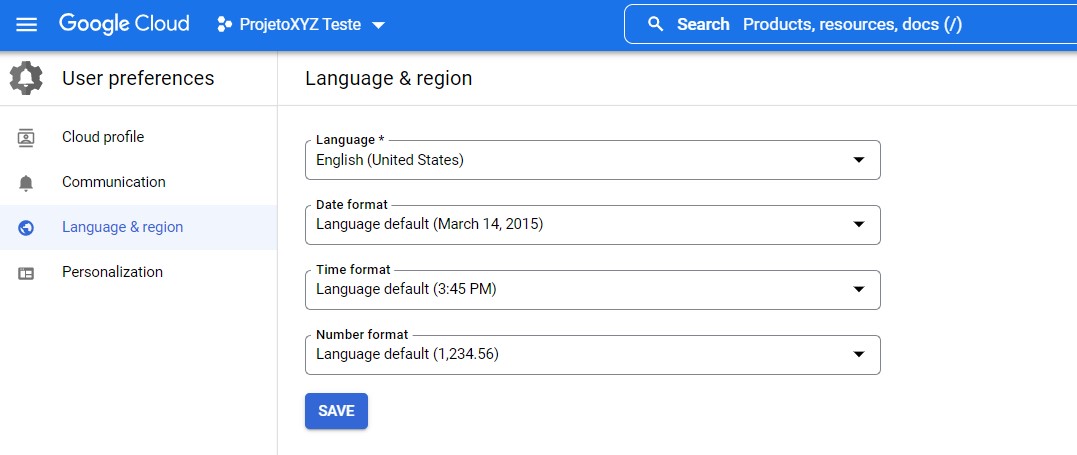 Google Cloud
ProjetoXYZ Teste
Search Products, resources, docs (/)
User preferences
Language & region
Cloud profile
Communication
Language & region
Personalization
Language *
English (United States)
Date format
Language default (March 14, 2015)
Time format
Language default (3:45 PM)
Number format
Language default (1,234.56)
SAVE